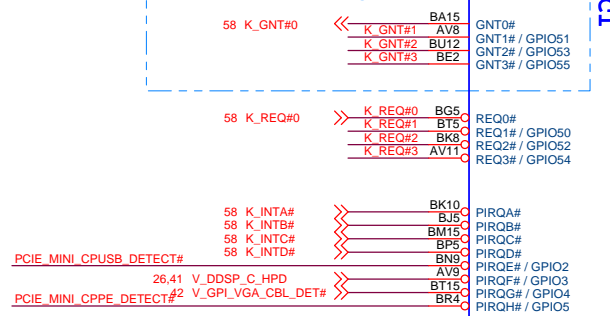 58 K_GNT#0 BA15 GNT0#
K_GNT#1 AV8 GNT1# / GPIO51
K_GNT#2 BU12 GNT2# / GPIO53
K_GNT#3 BE2 GNT3# / GPIO55
58 K_REQ#0 K_REQ#0 BG5 REQ0#
K_REQ#1 BT5 REQ1# / GPIO50
K_REQ#2 BK8 REQ2# / GPIO52
K_REQ#3 AV11 REQ3# / GPIO54
58 K_INTA# BK10 PIRQA#
58 K_INTB# BJ5 PIRQB#
58 K_INTC# BM15 PIRQC#
58 K_INTD# BP5 PIRQD#
PCIE_MINI_CPUSB_DETECT# BN9 PIRQE# / GPIO2
26,41 V_DDSP_C_HPD AV9 PIRQF# / GPIO3
42 V_GPI_VGA_CBL_DET# BT15 PIRQG# / GPIO4
PCIE_MINI_CPPE_DETECT# BR4 PIRQH# / GPIO5